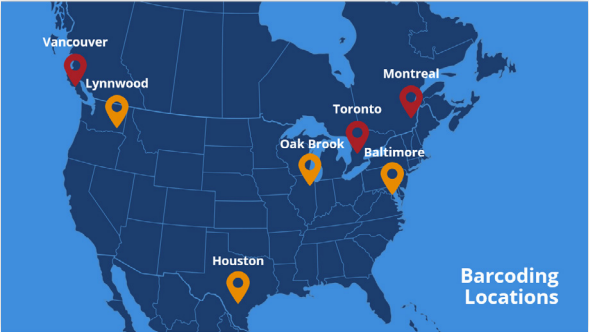 Vancouver
Lynnwood
Montreal
Toronto
Oak Brook
Baltimore
Houston
Barcoding
Locations